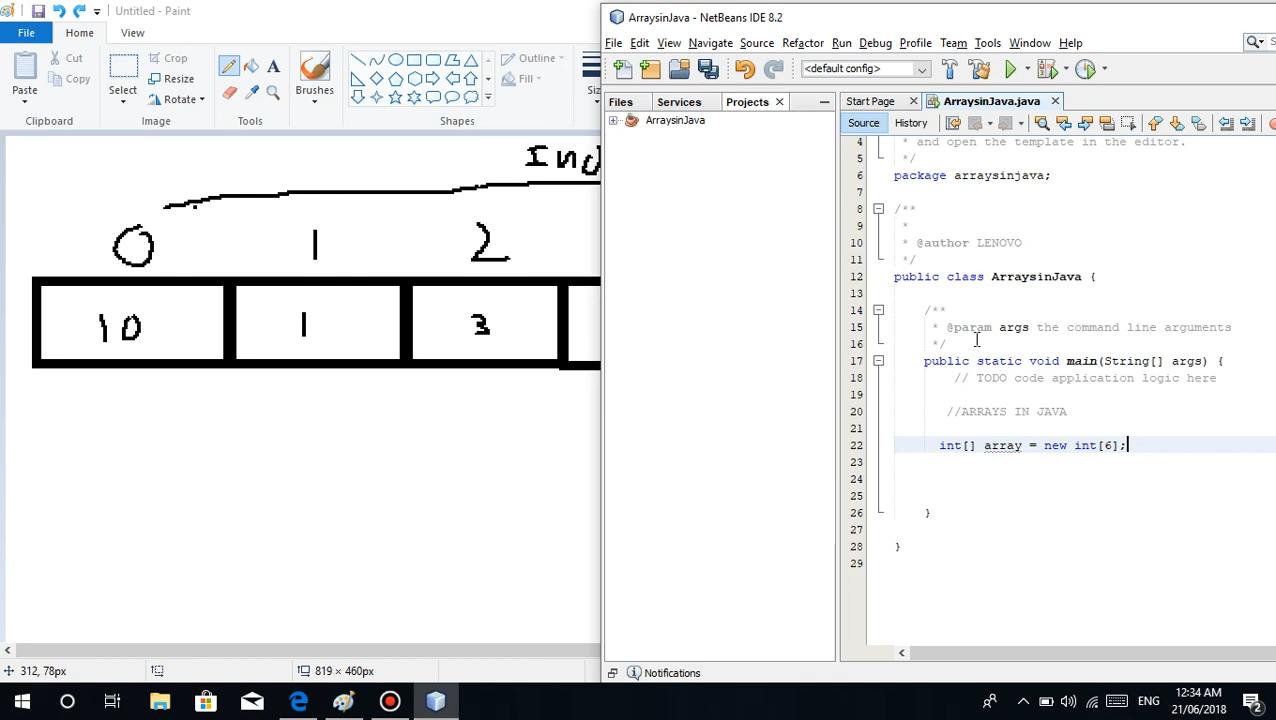 Untitled - Paint
File Home View
Paste Cut Copy
Select Crop Resize Rotate
Brushes
Outline
Fill
Clipboard Image Tools Shapes
0 1 2
10 1 3
312, 78px 819 × 460px
ArraysinJava - NetBeans IDE 8.2
File Edit View Navigate Source Refactor Run Debug Profile Team Tools Window Help
<default config>
Files Services Projects
ArraysinJava
Start Page ArraysinJava.java
Source History
4 * and open the template in the editor.
5 */
6 package arraysinjava;
7
8 /**
9 *
10 * @author LENOVO
11 */
12 public class ArraysinJava {
13
14 /**
15 * @param args the command line arguments
16 */
17 public static void main(String[] args) {
18 // TODO code application logic here
19
20 //ARRAYS IN JAVA
21
22 int[] array = new int[6];
23
24
25
26 }
27
28 }
29
Notifications
ENG
12:34 AM
21/06/2018
2